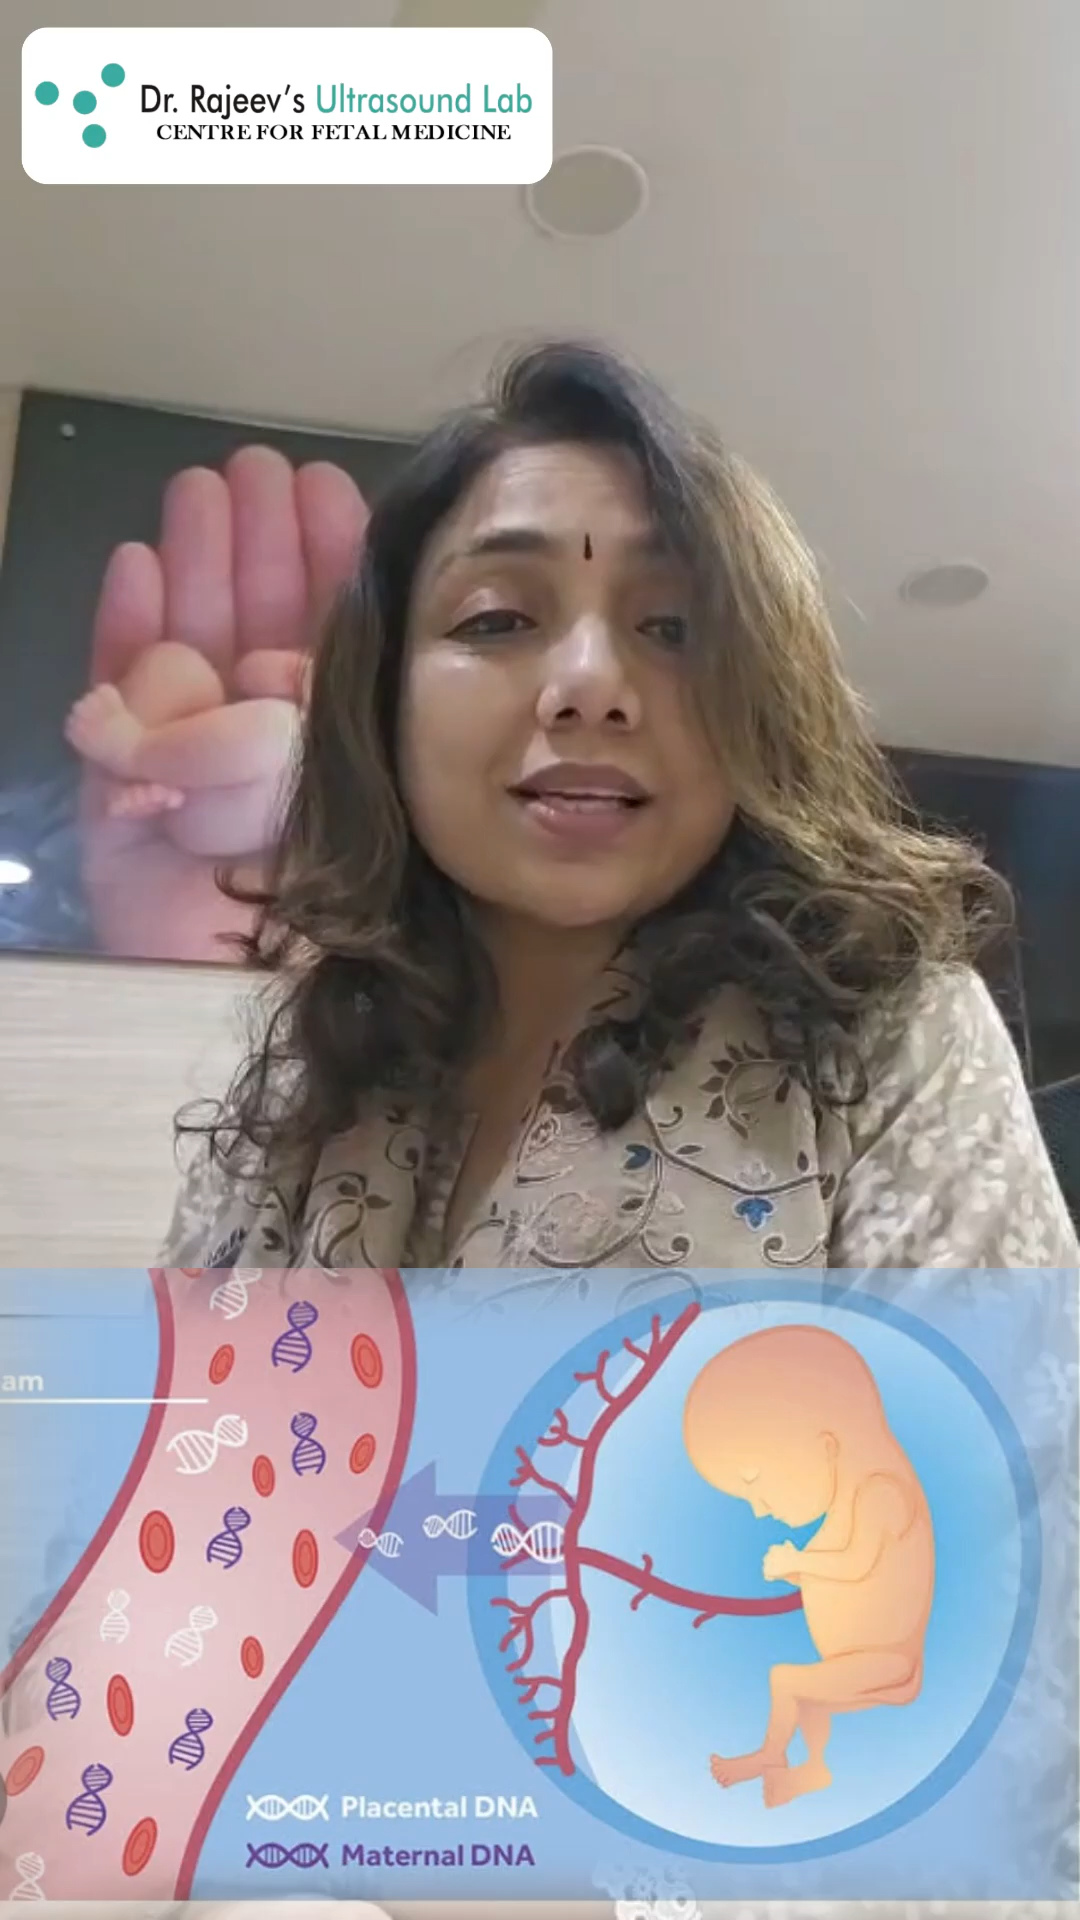 Dr. Rajeev's Ultrasound Lab
CENTRE FOR FETAL MEDICINE
am
Placental DNA
Maternal DNA